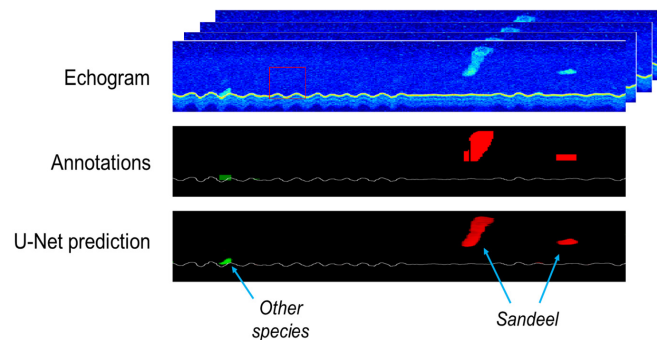 Echogram
Annotations
U-Net prediction
Other
species
Sandeel